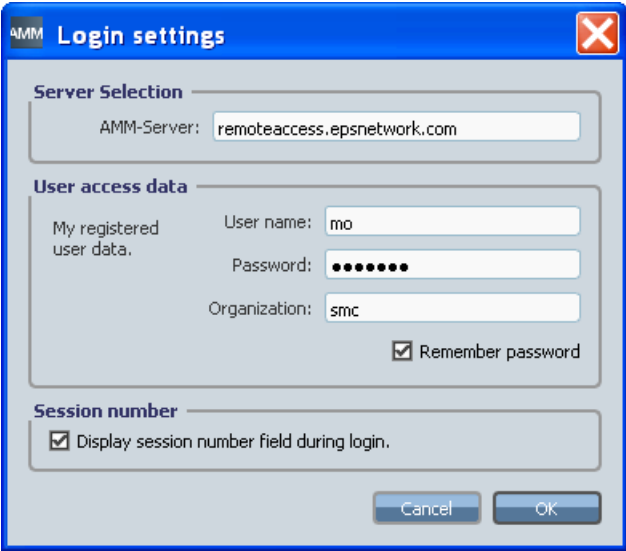 AMM Login settings
Server Selection
AMM-Server: remoteaccess.epsnetwork.com
User access data
My registered
user data.
User name: mo
Password: ●●●●●●●
Organization: smc
Remember password
Session number
Display session number field during login.
Cancel OK